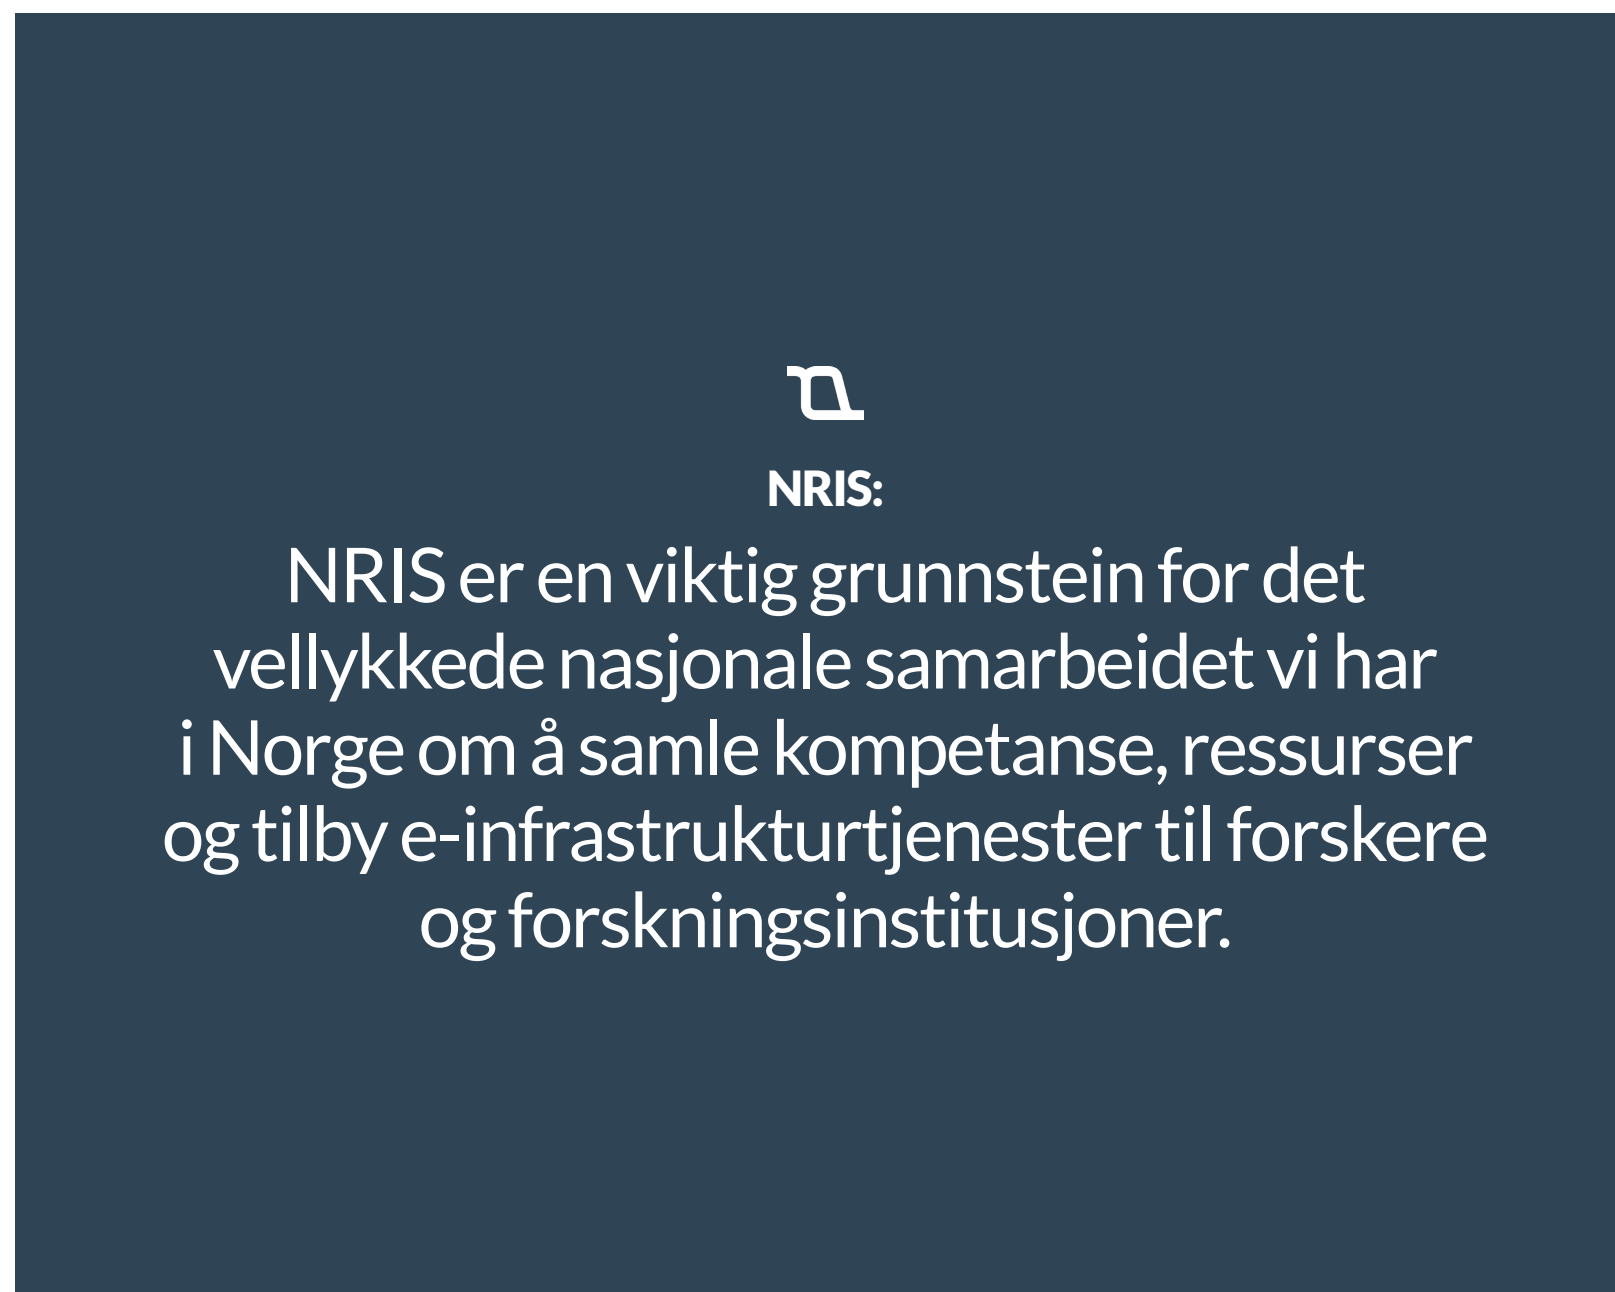 NRIS:
NRIS er en viktig grunnstein for det
vellykkede nasjonale samarbeidet vi har
i Norge om å samle kompetanse, ressurser
og tilby e-infrastrukturtjenester til forskere
og forskningsinstitusjoner.